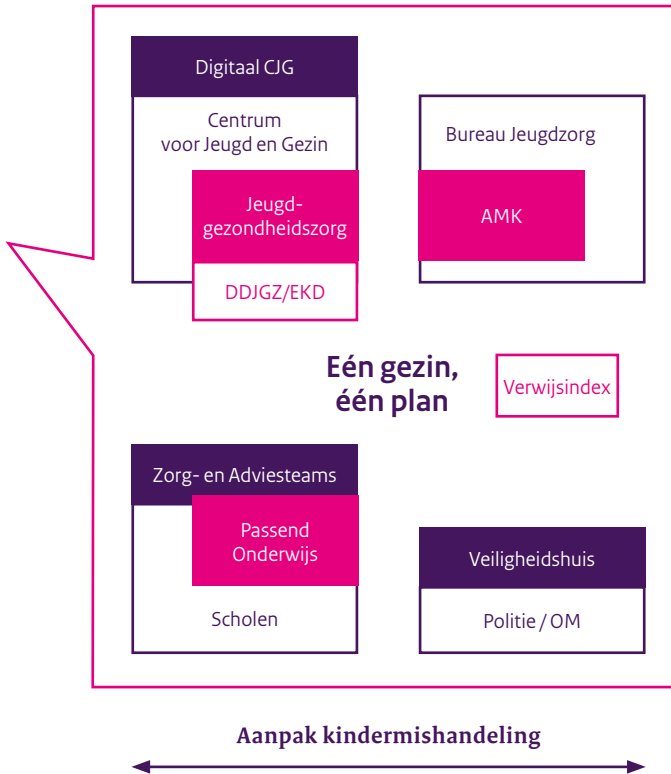 Digitaal CJG
Centrum
voor Jeugd en Gezin
Jeugd-
gezondheidszorg
DDJGZ/EKD
Bureau Jeugdzorg
AMK
Eén gezin,
één plan
Verwijsindex
Zorg- en Adviesteams
Passend
Onderwijs
Scholen
Veiligheidshuis
Politie / OM
Aanpak kindermishandeling